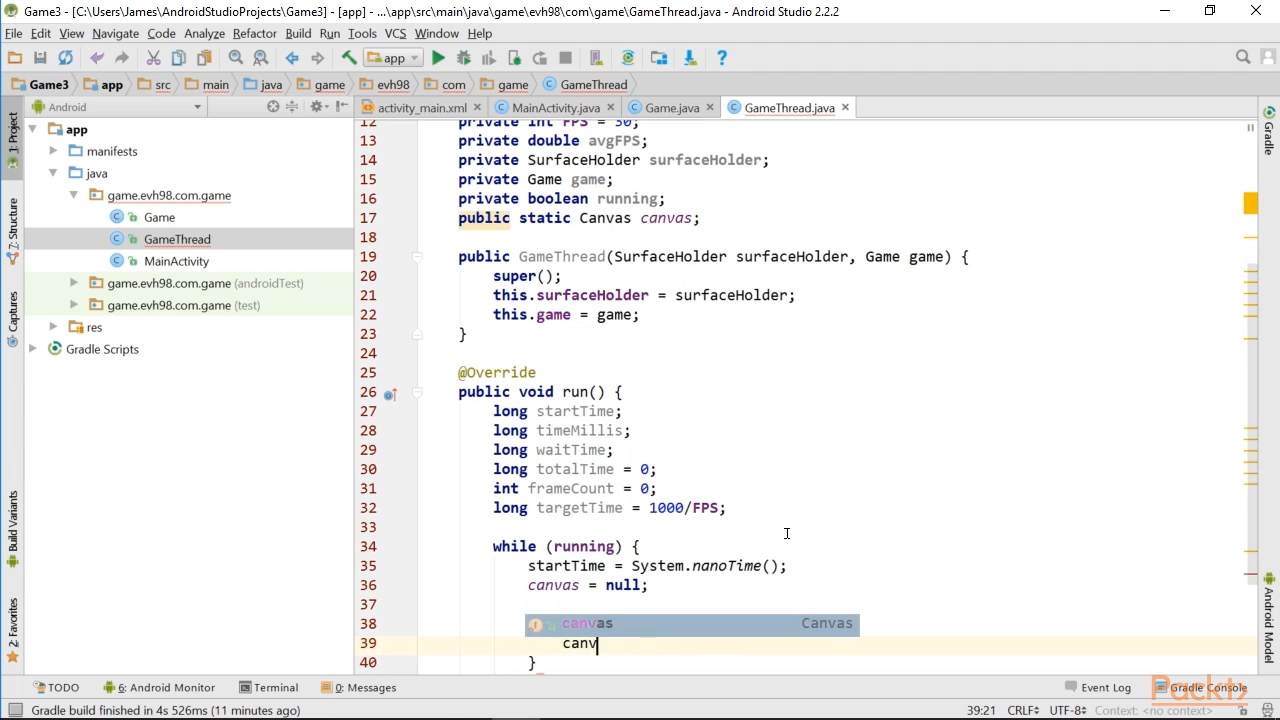 Game3 - [C:\Users\James\AndroidStudioProjects\Game3] - [app] - ...\app\src\main\java\game\evh98\com\game\GameThread.java - Android Studio 2.2.2
File Edit View Navigate Code Analyze Refactor Build Run Tools VCS Window Help
app
Game3 app src main java game evh98 com game GameThread
Android
activity_main.xml MainActivity.java Game.java GameThread.java
1: Project
7: Structure
Captures
Build Variants
2: Favorites
app
manifests
java
game.evh98.com.game
Game
GameThread
MainActivity
game.evh98.com.game (androidTest)
game.evh98.com.game (test)
res
Gradle Scripts
12 private int FPS = 30;
13 private double avgFPS;
14 private SurfaceHolder surfaceHolder;
15 private Game game;
16 private boolean running;
17 public static Canvas canvas;
18
19 public GameThread(SurfaceHolder surfaceHolder, Game game) {
20 super();
21 this.surfaceHolder = surfaceHolder;
22 this.game = game;
23 }
24
25 @Override
26 public void run() {
27 long startTime;
28 long timeMillis;
29 long waitTime;
30 long totalTime = 0;
31 int frameCount = 0;
32 long targetTime = 1000/FPS;
33
34 while (running) {
35 startTime = System.nanoTime();
36 canvas = null;
37
38 canvas Canvas
39 canv
40 }
Gradle
Android Model
TODO 6: Android Monitor Terminal 0: Messages Event Log Gradle Console
Packt
Gradle build finished in 4s 526ms (11 minutes ago) 39:21 CRLF UTF-8 Context: <no context>